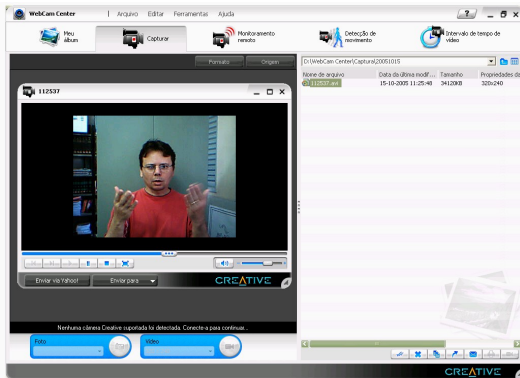 WebCam Center
Arquivo Editar Ferramentas Ajuda
?
Meu álbum
Capturar
Monitoramento remoto
Detecção de movimento
Intervalo de tempo de vídeo
Formato Origem
D:\WebCam Center\Captura\20051015
Nome de arquivo Data da última modif... Tamanho Propriedades da
112537.avi 15-10-2005 11:25:48 34120KB 320x240
112537
Enviar via Yahoo! Enviar para
CREATIVE
Nenhuma câmera Creative suportada foi detectada. Conecte-a para continuar...
Foto
Vídeo
CREATIVE